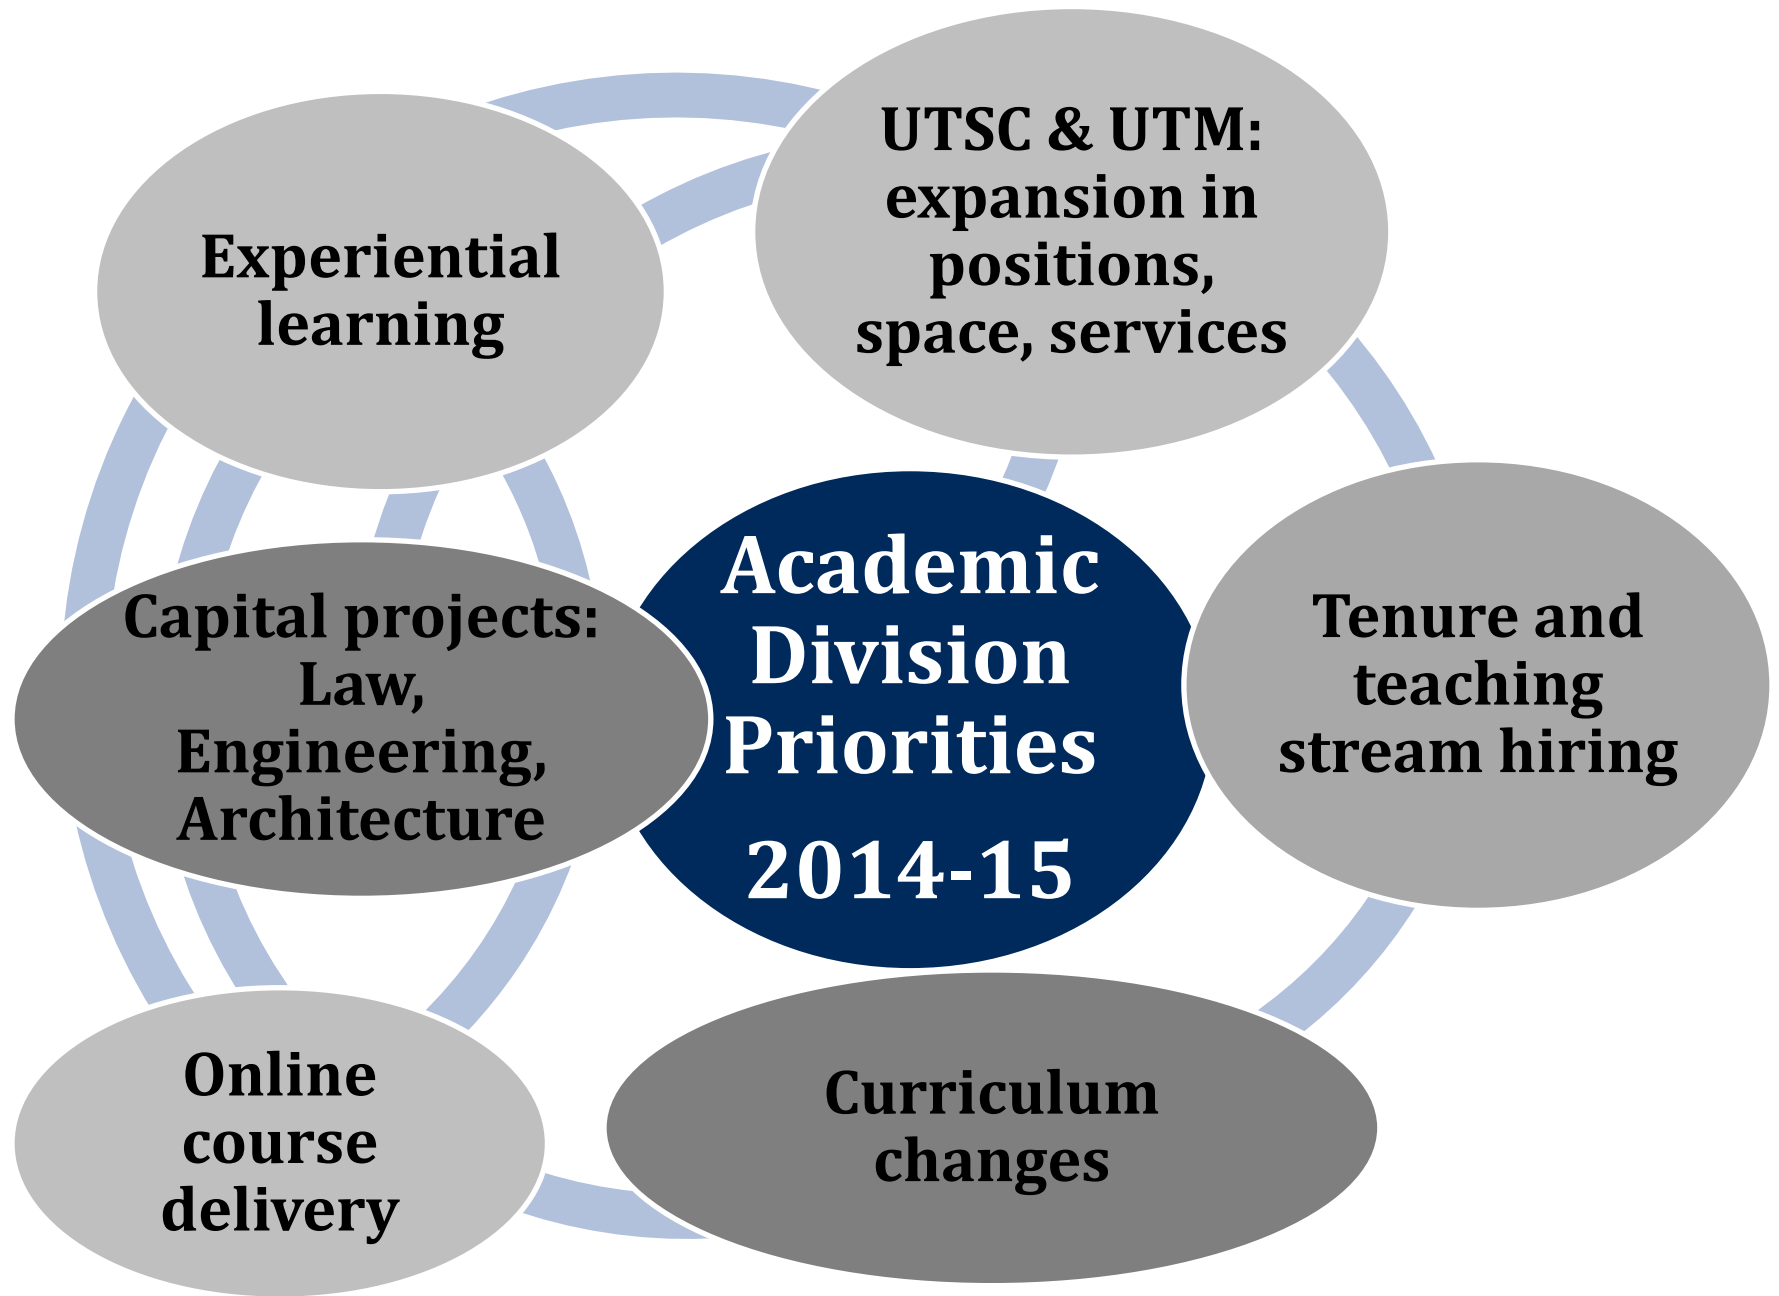 UTSC & UTM:
expansion in
positions,
space, services
Experiential
learning
Academic
Division
Priorities
2014-15
Tenure and
teaching
stream hiring
Capital projects:
Law,
Engineering,
Architecture
Curriculum
changes
Online
course
delivery